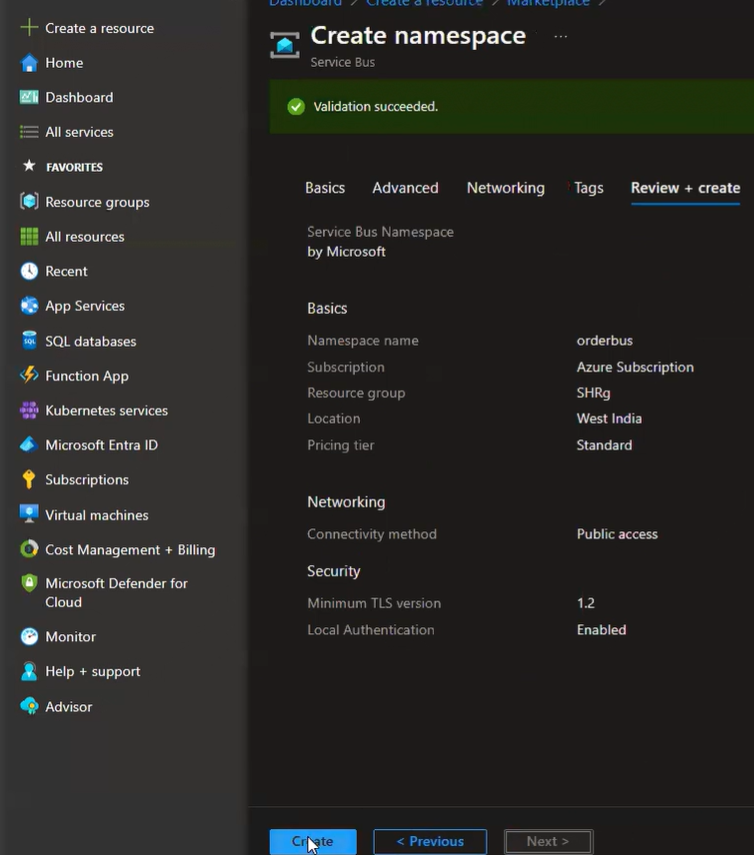 Create a resource
Home
Dashboard
All services
FAVORITES
Resource groups
All resources
Recent
App Services
SQL databases
Function App
Kubernetes services
Microsoft Entra ID
Subscriptions
Virtual machines
Cost Management + Billing
Microsoft Defender for
Cloud
Monitor
Help + support
Advisor
Dashboard > Create a resource > Marketplace >
Create namespace ...
Service Bus
Validation succeeded.
Basics Advanced Networking Tags Review + create
Service Bus Namespace
by Microsoft
Basics
Namespace name orderbus
Subscription Azure Subscription
Resource group SHRg
Location West India
Pricing tier Standard
Networking
Connectivity method Public access
Security
Minimum TLS version 1.2
Local Authentication Enabled
Create < Previous Next >